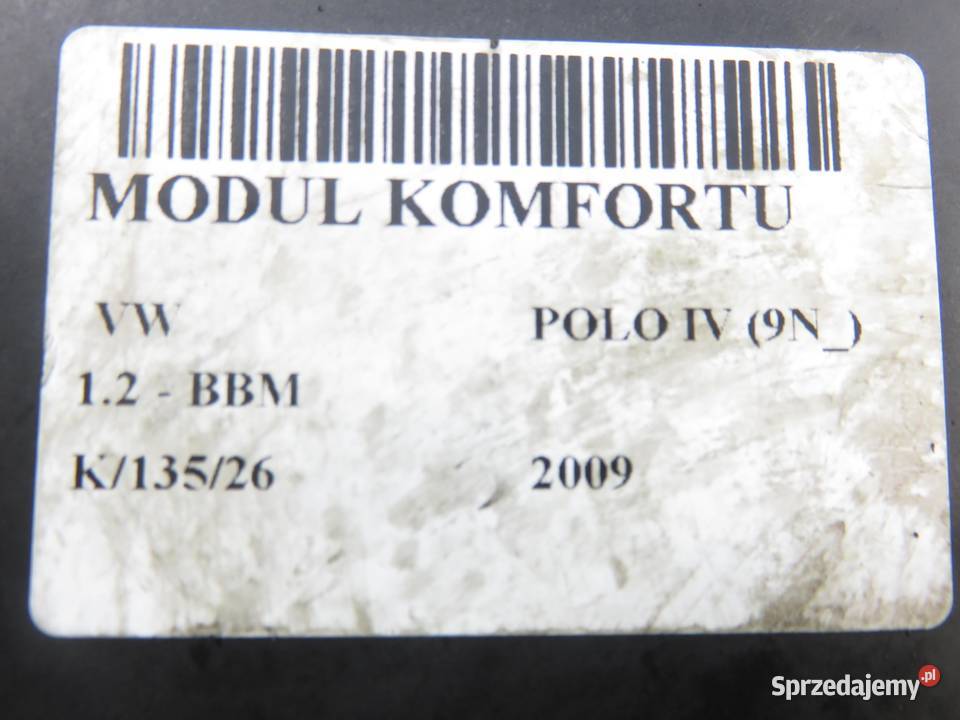 MODUL KOMFORTU
VW POLO IV (9N_)
1.2 - BBM
K/135/26 2009
Sprzedajemy.pl